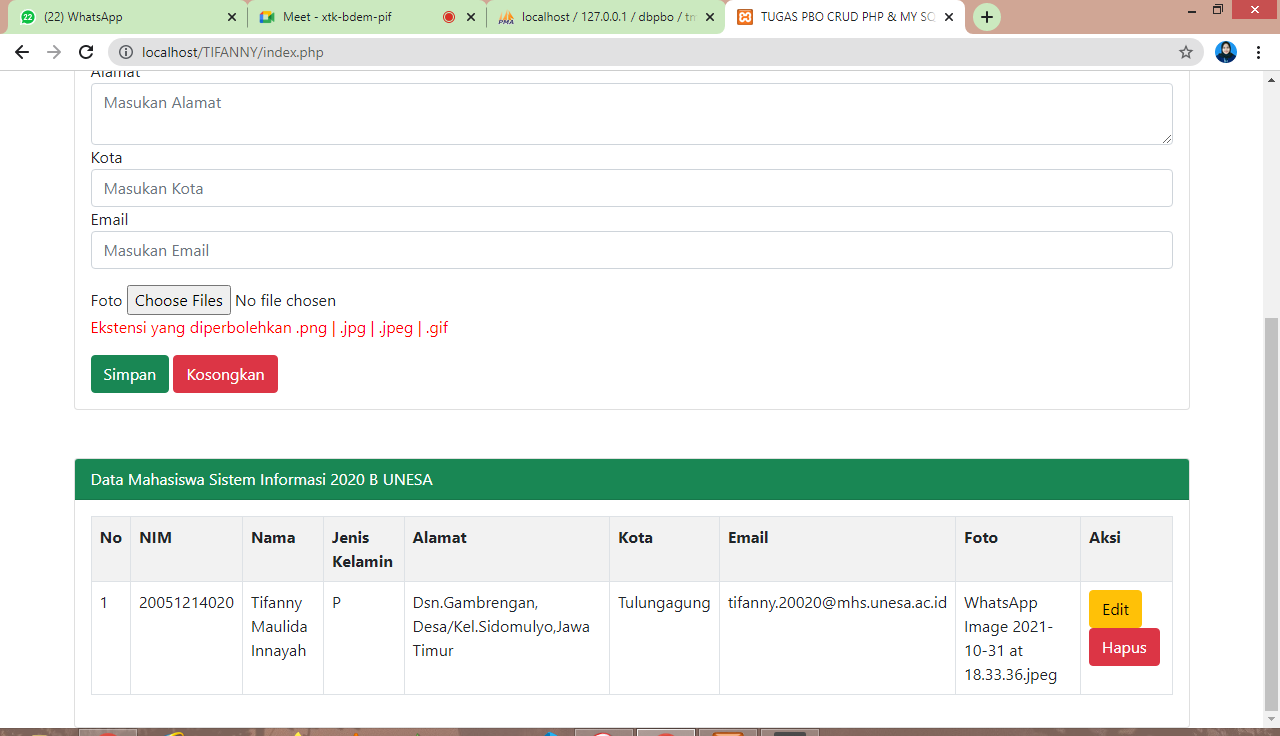 (22) WhatsApp
Meet - xtk-bdem-pif
localhost / 127.0.0.1 / dbpbo / tm
TUGAS PBO CRUD PHP & MY SQ
localhost/TIFANNY/index.php
Alamat
Masukan Alamat
Kota
Masukan Kota
Email
Masukan Email
Foto Choose Files No file chosen
Ekstensi yang diperbolehkan .png | .jpg | .jpeg | .gif
Simpan Kosongkan
Data Mahasiswa Sistem Informasi 2020 B UNESA
No NIM Nama Jenis Kelamin Alamat Kota Email Foto Aksi
1 20051214020 Tifanny Maulida Innayah P Dsn.Gambrengan, Desa/Kel.Sidomulyo,Jawa Timur Tulungagung tifanny.20020@mhs.unesa.ac.id WhatsApp Image 2021-10-31 at 18.33.36.jpeg Edit
Hapus